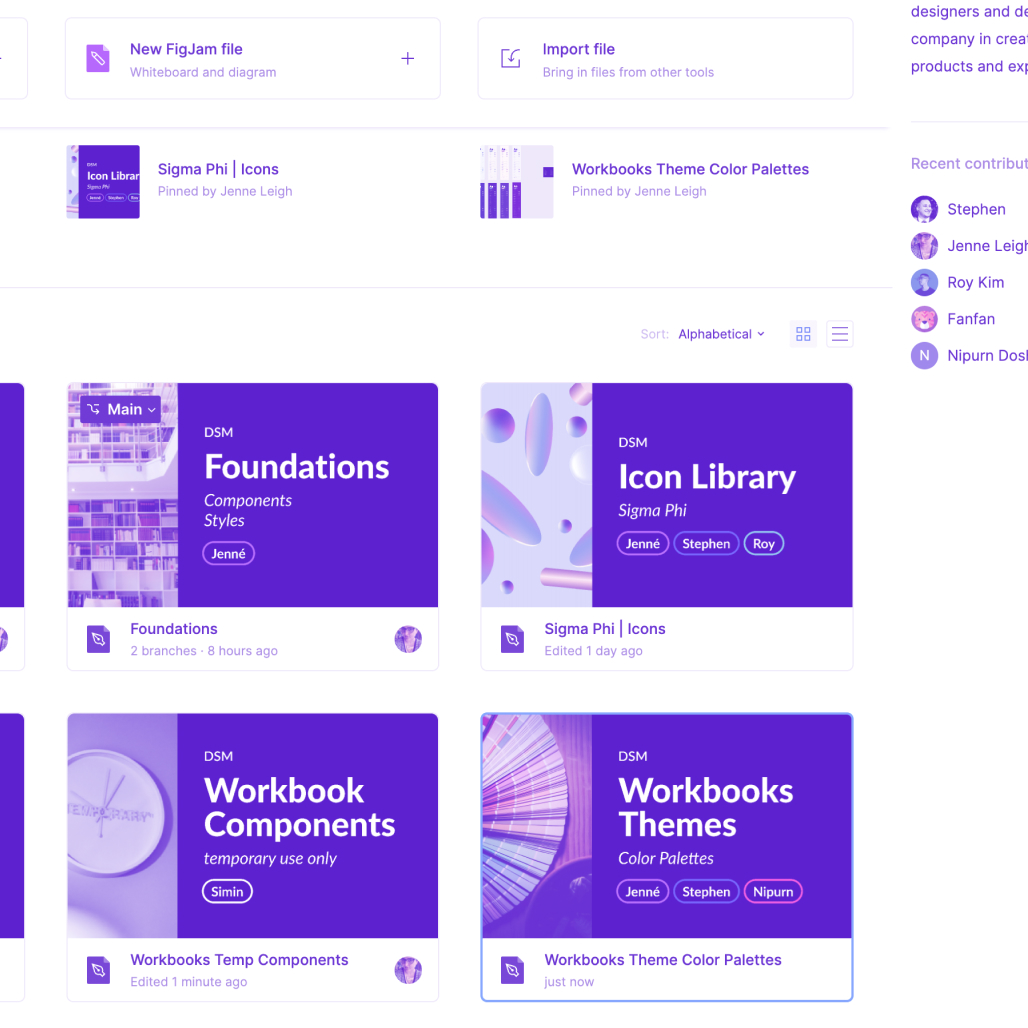 designers and de
company in creat
products and exp
New FigJam file
Whiteboard and diagram
Import file
Bring in files from other tools
DSM
Icon Librar
Sigma Phi
Jenné Stephen Ro
Sigma Phi | Icons
Pinned by Jenne Leigh
Workbooks Theme Color Palettes
Pinned by Jenne Leigh
Recent contribut
Stephen
Jenne Leigh
Roy Kim
Fanfan
N
Nipurn Dosh
Sort: Alphabetical
Main
DSM
Foundations
Components
Styles
Jenné
Foundations
2 branches · 8 hours ago
DSM
Icon Library
Sigma Phi
Jenné Stephen Roy
Sigma Phi | Icons
Edited 1 day ago
TEMPORARY
DSM
Workbook
Components
temporary use only
Simin
Workbooks Temp Components
Edited 1 minute ago
DSM
Workbooks
Themes
Color Palettes
Jenné Stephen Nipurn
Workbooks Theme Color Palettes
just now